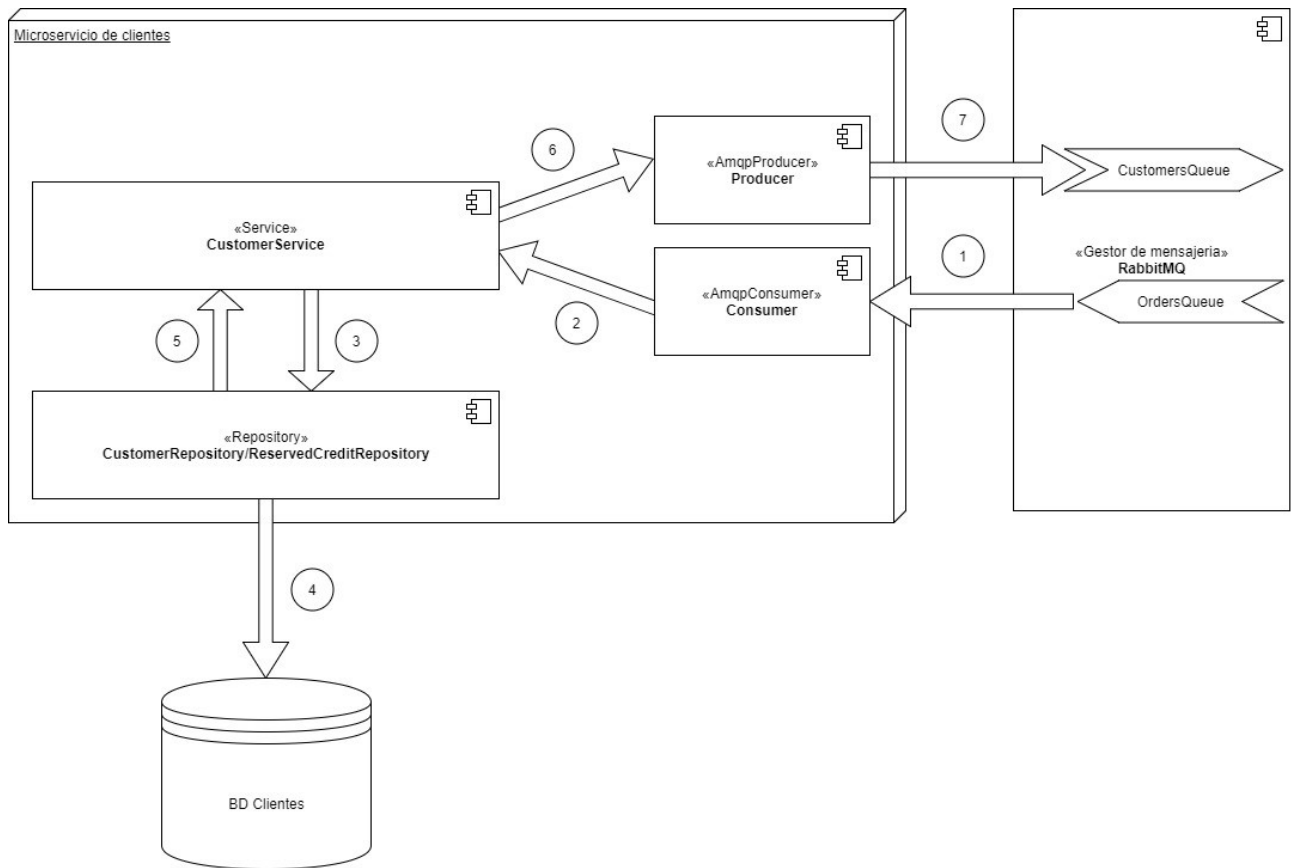 Microservicio de clientes
7
6
«AmqpProducer»
Producer
CustomersQueue
«Service»
CustomerService
«Gestor de mensajeria»
RabbitMQ
1
«AmqpConsumer»
Consumer
OrdersQueue
2
5
3
«Repository»
CustomerRepository/ReservedCreditRepository
4
BD Clientes